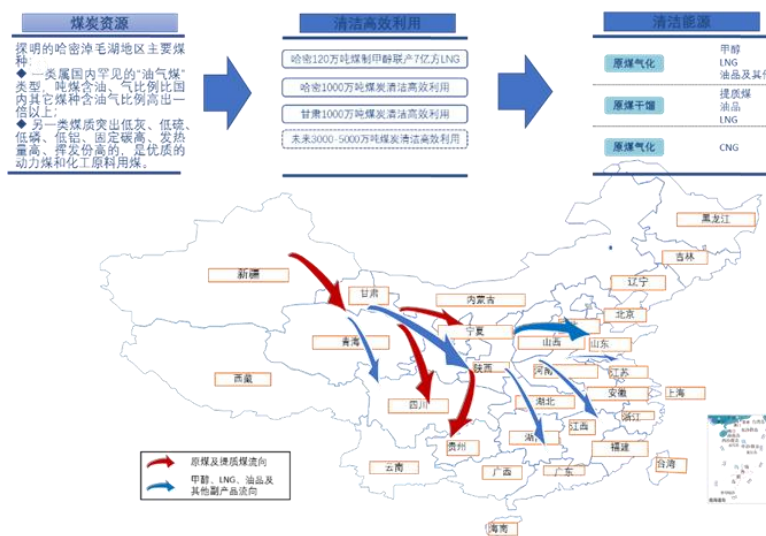 煤炭资源
探明的哈密淖毛湖地区主要煤
种：
◆ 一类属国内罕见的“油气煤”
类型，吨煤含油、气比例比国
内其它煤种含油气比例高出一
倍以上；
◆ 另一类煤质突出低灰、低硫、
低磷、低铝、固定碳高、发热
量高、挥发份高的，是优质的
动力煤和化工原料用煤。
清洁高效利用
哈密120万吨煤制甲醇联产7亿方LNG
哈密1000万吨煤炭清洁高效利用
甘肃1000万吨煤炭清洁高效利用
未来3000-5000万吨煤炭清洁高效利用
清洁能源
原煤气化
甲醇
LNG
油品及其他
原煤干馏
提质煤
油品
LNG
原煤气化
CNG
黑龙江
吉林
辽宁
新疆
甘肃
内蒙古
北京
宁夏
山西
山东
青海
陕西
河南
江苏
西藏
四川
湖北
安徽
上海
浙江
江西
贵州
福建
云南
广西
广东
台湾
海南
原煤及提质煤流向
甲醇、LNG、油品及
其他副产品流向